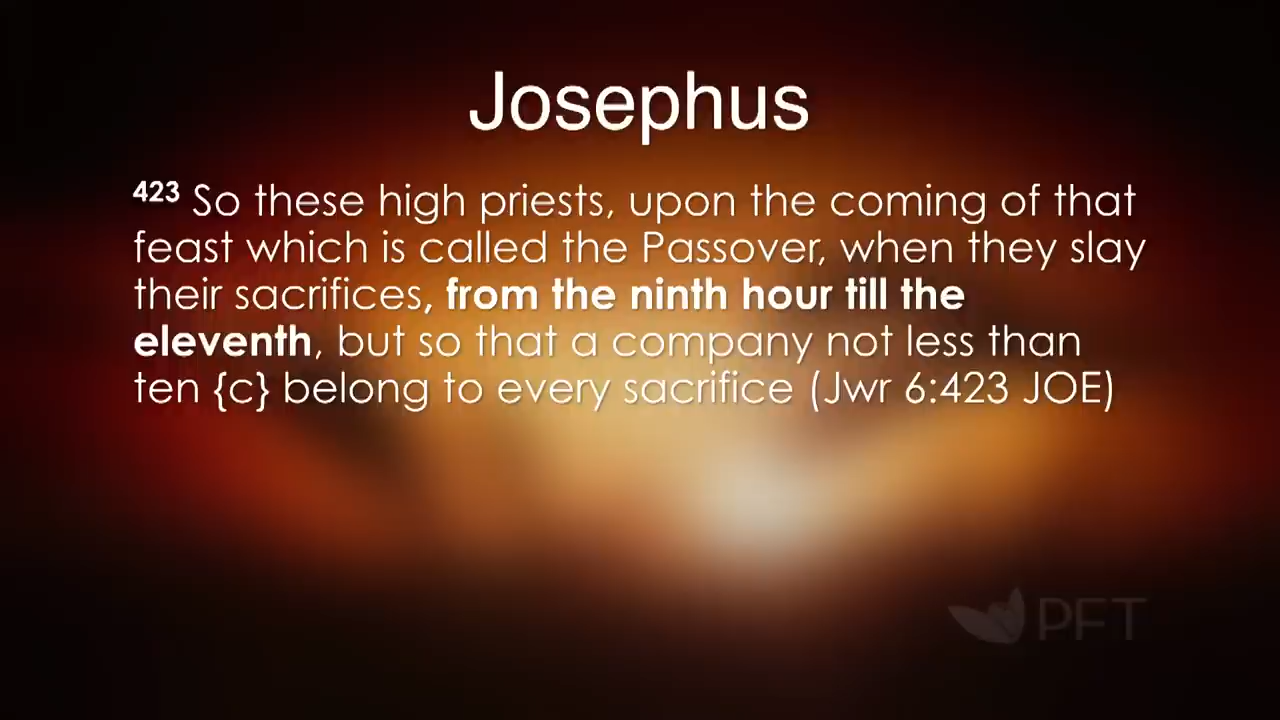 Josephus
423 So these high priests, upon the coming of that
feast which is called the Passover, when they slay
their sacrifices, from the ninth hour till the
eleventh, but so that a company not less than
ten {c} belong to every sacrifice (Jwr 6:423 JOE)
PFT